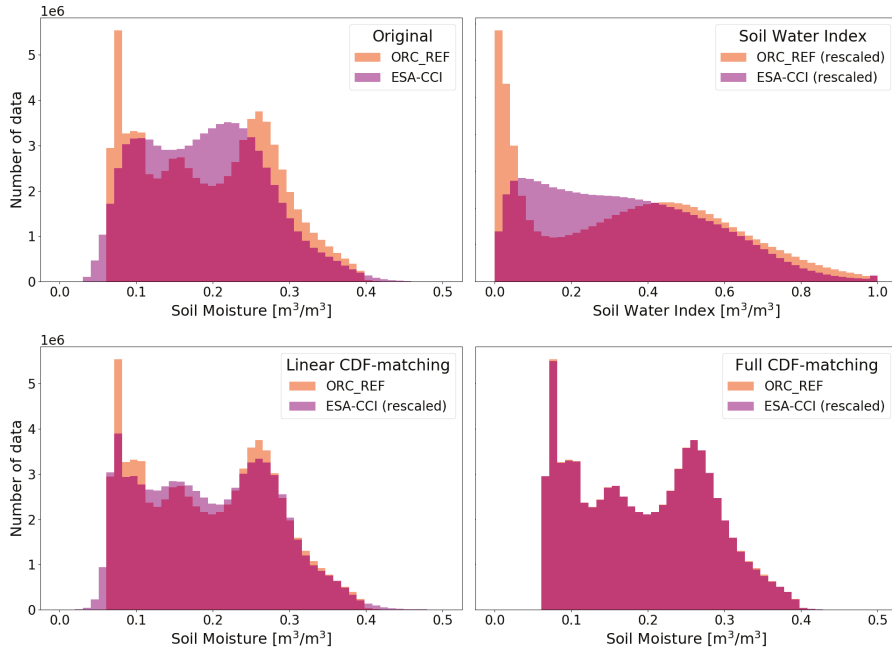 1e6
Original
ORC_REF
ESA-CCI
Number of data
5
4
3
2
1
0
0.0 0.1 0.2 0.3 0.4 0.5
Soil Moisture [m³/m³]
Soil Water Index
ORC_REF (rescaled)
ESA-CCI (rescaled)
0.0 0.2 0.4 0.6 0.8 1.0
Soil Water Index [m³/m³]
1e6
Linear CDF-matching
ORC_REF
ESA-CCI (rescaled)
Number of data
5
4
3
2
1
0
0.0 0.1 0.2 0.3 0.4 0.5
Soil Moisture [m³/m³]
Full CDF-matching
ORC_REF
ESA-CCI (rescaled)
0.0 0.1 0.2 0.3 0.4 0.5
Soil Moisture [m³/m³]